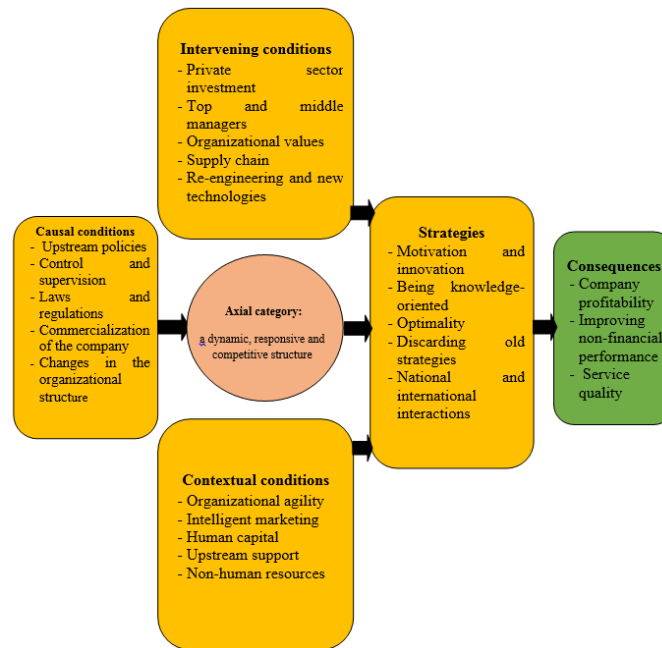 Intervening conditions
- Private sector
investment
- Top and middle
managers
- Organizational values
- Supply chain
- Re-engineering and new
technologies
Causal conditions
- Upstream policies
- Control and
supervision
- Laws and
regulations
- Commercialization
of the company
- Changes in the
organizational
structure
Axial category:
a dynamic, responsive and
competitive structure
Strategies
- Motivation and
innovation
- Being knowledge-
oriented
- Optimality
- Discarding old
strategies
- National and
international
interactions
Consequences
- Company
profitability
- Improving
non-financial
performance
- Service
quality
Contextual conditions
- Organizational agility
- Intelligent marketing
- Human capital
- Upstream support
- Non-human resources